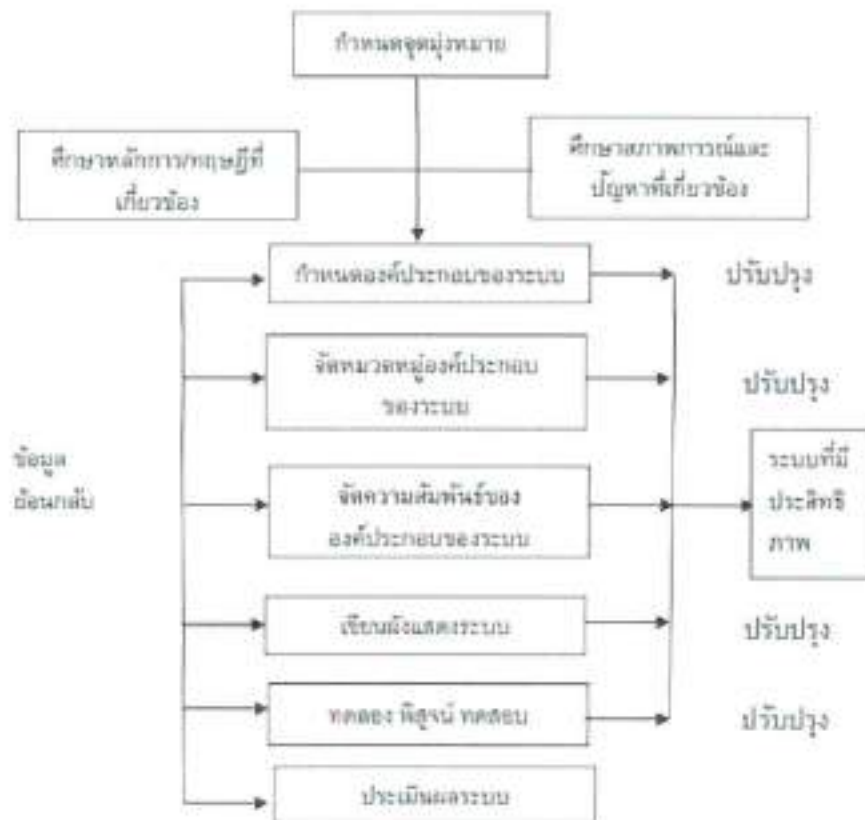 กำหนดจุดมุ่งหมาย
ศึกษาหลักการ/ทฤษฎีที่
เกี่ยวข้อง
ศึกษาสภาพการณ์และ
ปัญหาที่เกี่ยวข้อง
กำหนดองค์ประกอบของระบบ
ปรับปรุง
จัดหมวดหมู่องค์ประกอบ
ของระบบ
ปรับปรุง
ข้อมูล
ย้อนกลับ
จัดความสัมพันธ์ของ
องค์ประกอบของระบบ
ระบบที่มี
ประสิทธิ
ภาพ
เขียนผังแสดงระบบ
ปรับปรุง
ทดลอง พิสูจน์ ทดสอบ
ปรับปรุง
ประเมินผลระบบ